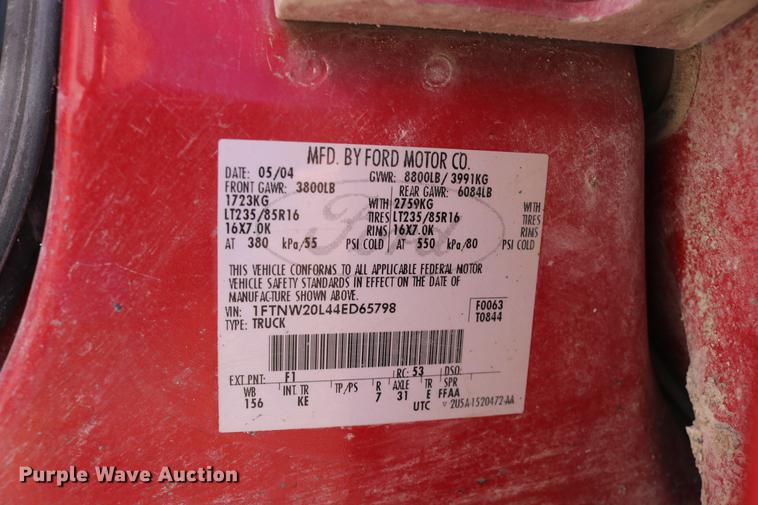 MFD. BY FORD MOTOR CO.
DATE: 05/04 GVWR: 8800LB/3991KG
FRONT GAWR: 3800LB REAR GAWR: 6084LB
1723KG WITH 2759KG WITH
LT235/85R16 TIRES LT235/85R16 TIRES
16X7.0K RIMS 16X7.0K RIMS
AT 380 kPa/55 PSI COLD AT 550 kPa/80 PSI COLD
Ford
THIS VEHICLE CONFORMS TO ALL APPLICABLE FEDERAL MOTOR
VEHICLE SAFETY STANDARDS IN EFFECT ON THE DATE OF
MANUFACTURE SHOWN ABOVE.
VIN: 1FTNW20L44ED65798 F0063
TYPE: TRUCK T0844
EXT PNT: F1 RC: 53 DSO:
WB INT TR TP/PS R AXLE TR SPR
156 KE 7 31 E FFAA
UTC ▽ 2U5A-1520472-AA
Purple Wave Auction